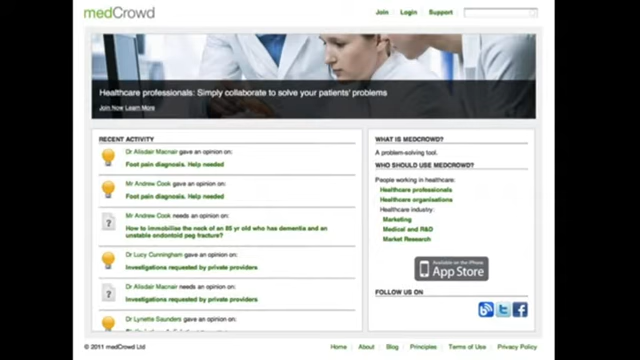 medCrowd
Join Login Support
Healthcare professionals: Simply collaborate to solve your patients' problems
Join Now Learn More
RECENT ACTIVITY
Dr Alisdair Macnair gave an opinion on:
Foot pain diagnosis. Help needed
Mr Andrew Cook gave an opinion on:
Foot pain diagnosis. Help needed
?
Mr Andrew Cook needs an opinion on:
How to immobilise the neck of an 85 yr old who has dementia and an
unstable ondontoid peg fracture?
Dr Lucy Cunningham gave an opinion on:
Investigations requested by private providers
?
Dr Alisdair Macnair needs an opinion on:
Investigations requested by private providers
Dr Lynette Saunders gave an opinion on:
WHAT IS MEDCROWD?
A problem-solving tool.
WHO SHOULD USE MEDCROWD?
People working in healthcare:
Healthcare professionals
Healthcare organisations
Healthcare industry:
Marketing
Medical and R&D
Market Research
Available on the iPhone
App Store
FOLLOW US ON
© 2011 medCrowd Ltd
Home About Blog Principles Terms of Use Privacy Policy